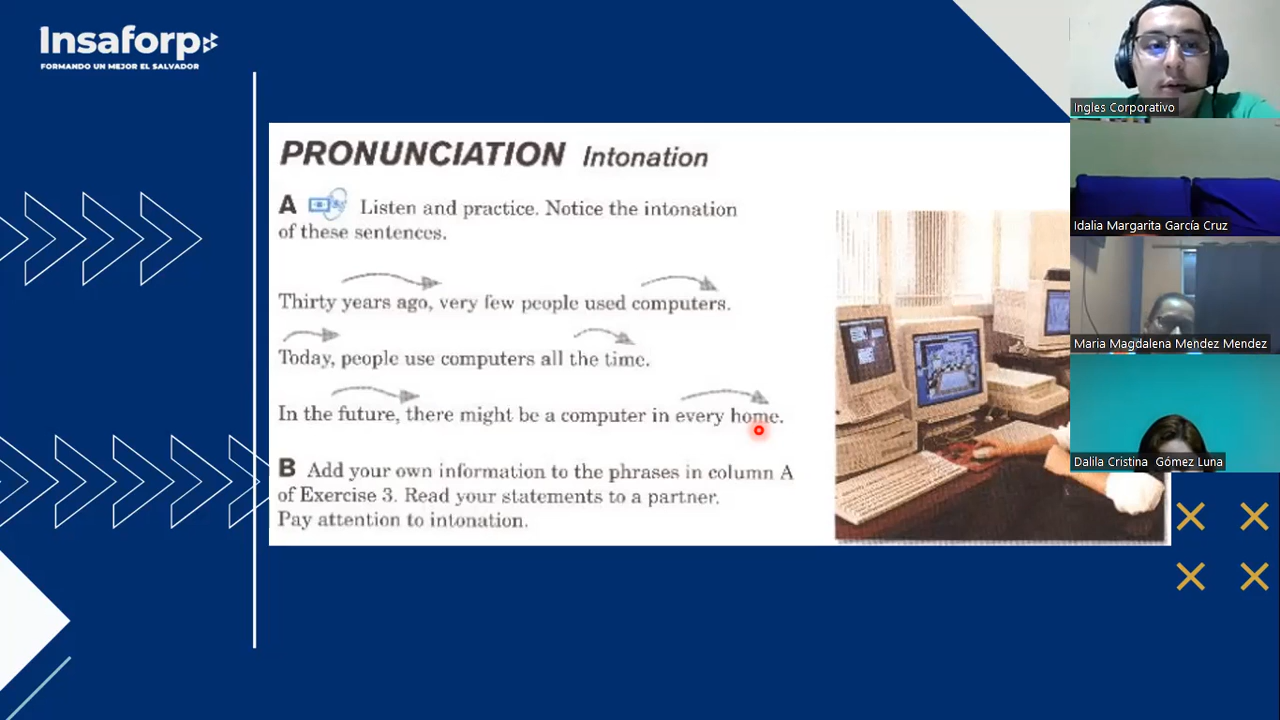 Insaforp
FORMANDO UN MEJOR EL SALVADOR
PRONUNCIATION Intonation
A Listen and practice. Notice the intonation
of these sentences.
Thirty years ago, very few people used computers.
Today, people use computers all the time.
In the future, there might be a computer in every home.
B Add your own information to the phrases in column A
of Exercise 3. Read your statements to a partner.
Pay attention to intonation.
Ingles Corporativo
Idalia Margarita García Cruz
Maria Magdalena Mendez Mendez
Dalila Cristina Gómez Luna